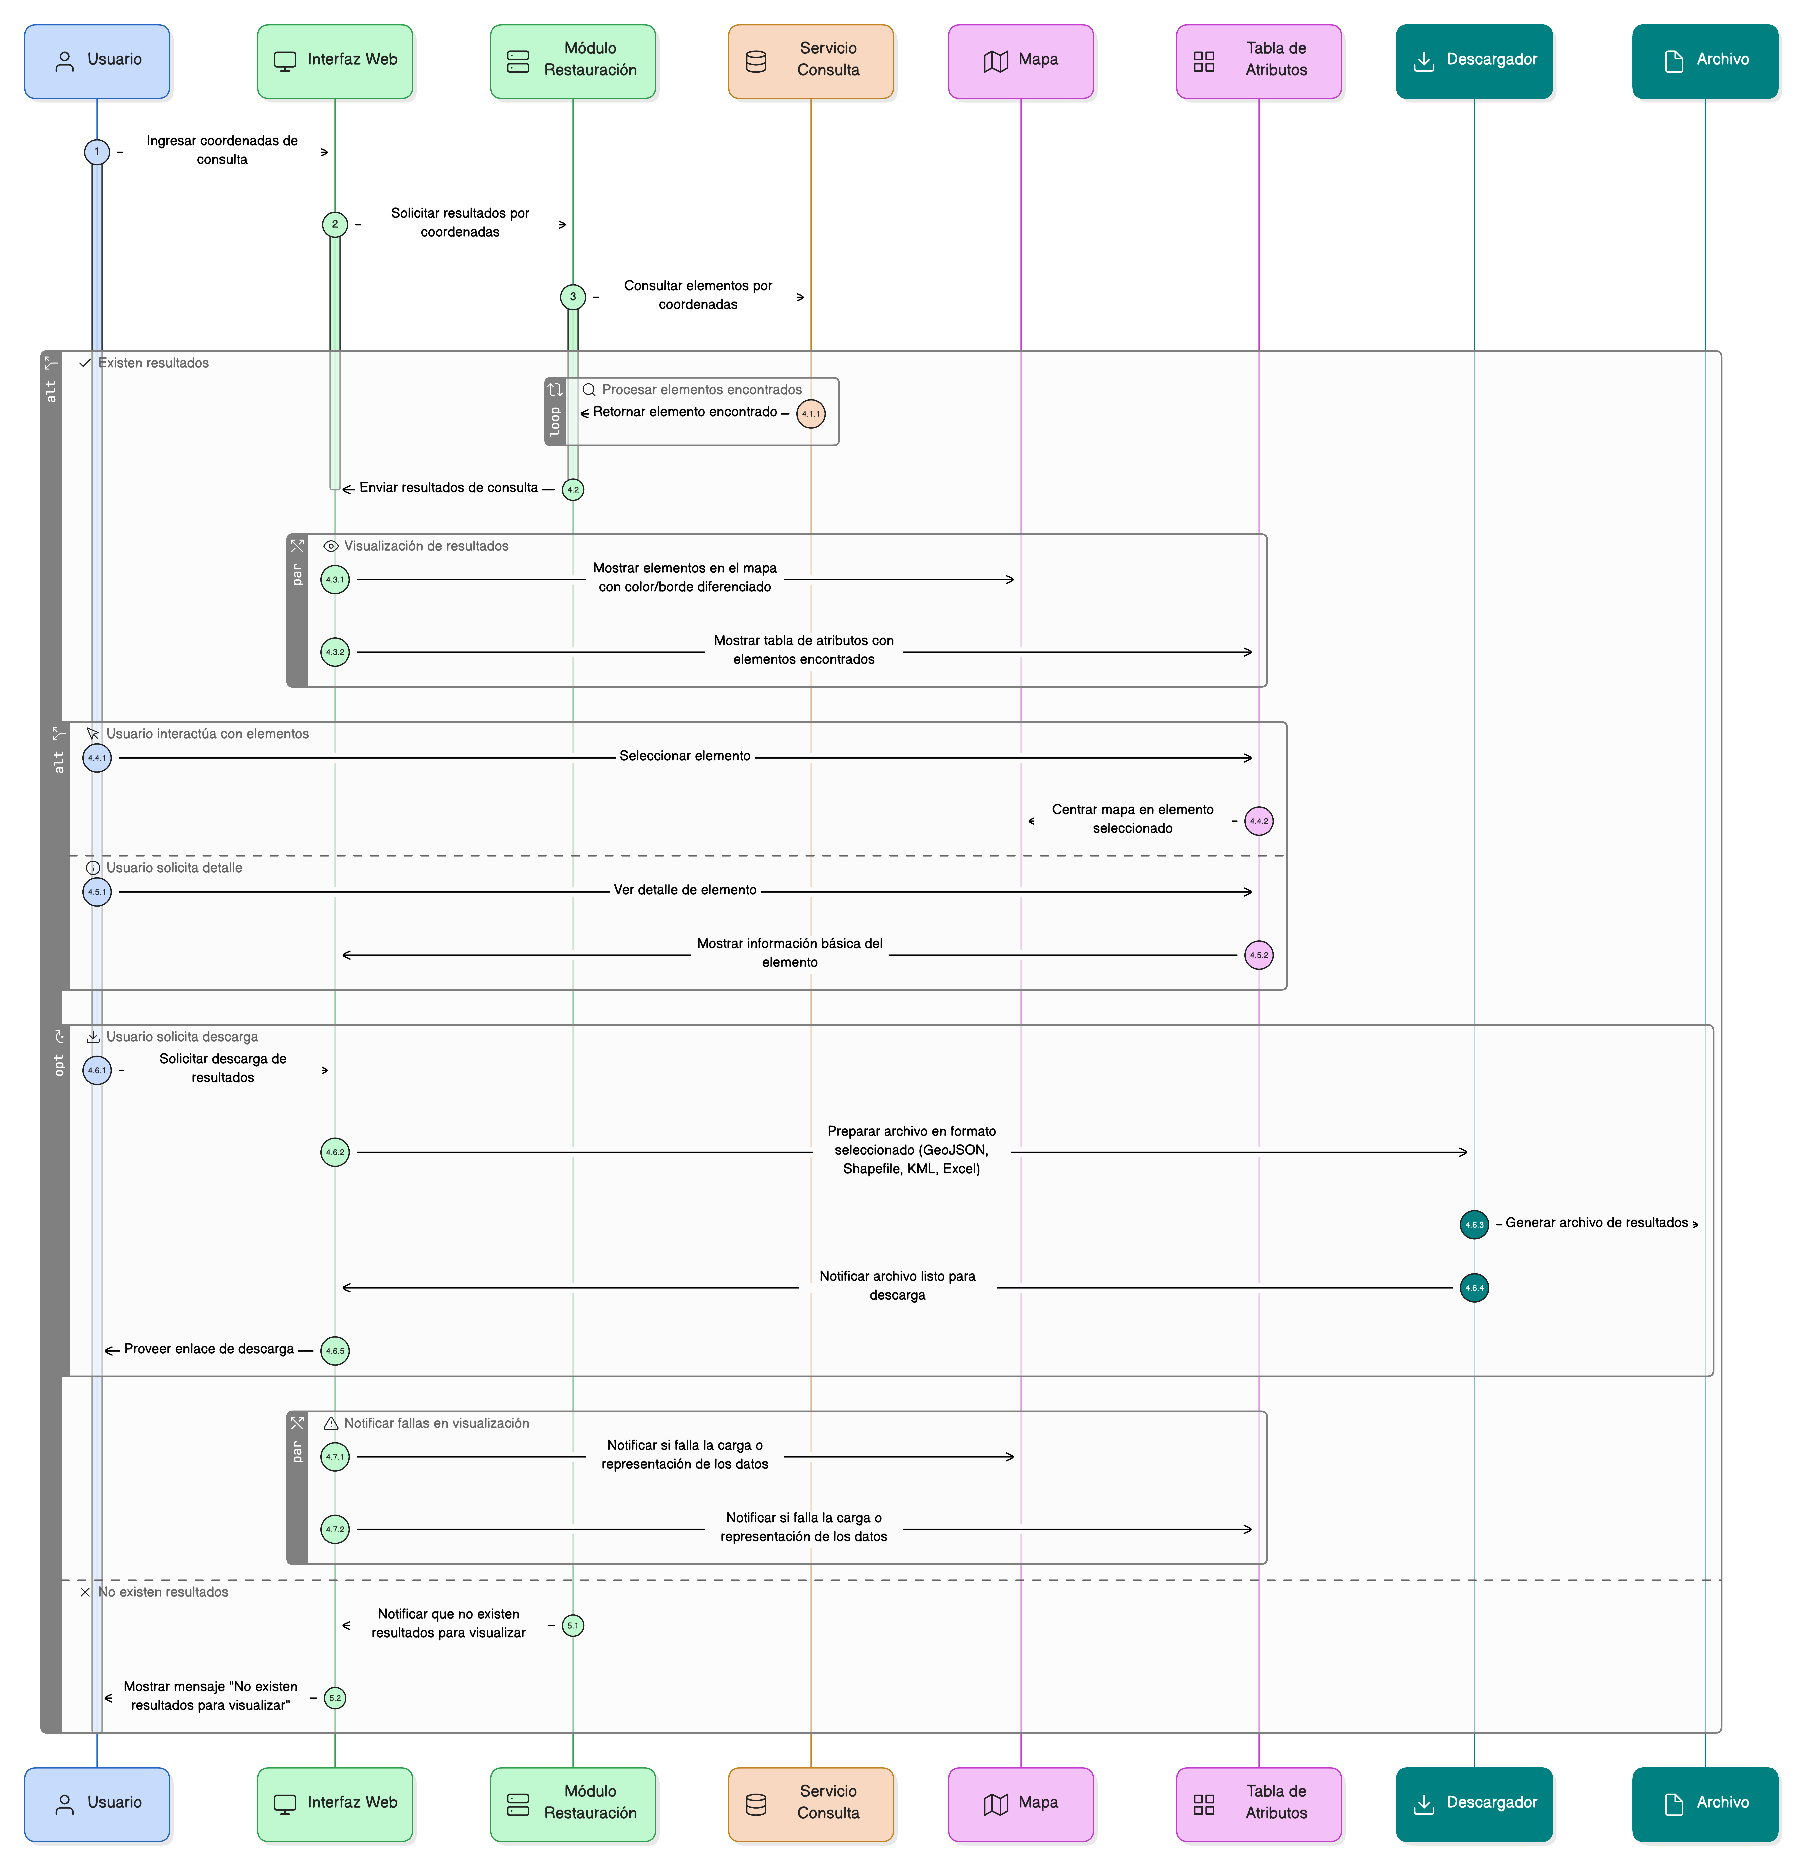 Usuario
Interfaz Web
Módulo
Restauración
Servicio
Consulta
Mapa
Tabla de
Atributos
Descargador
Archivo
1
Ingresar coordenadas de
consulta
2
Solicitar resultados por
coordenadas
3
Consultar elementos por
coordenadas
alt
Existen resultados
loop
Procesar elementos encontrados
Retornar elemento encontrado
4.1.1
Enviar resultados de consulta
4.2
par
Visualización de resultados
4.3.1
Mostrar elementos en el mapa
con color/borde diferenciado
4.3.2
Mostrar tabla de atributos con
elementos encontrados
alt
Usuario interactúa con elementos
4.4.1
Seleccionar elemento
Centrar mapa en elemento
seleccionado
4.4.2
Usuario solicita detalle
4.5.1
Ver detalle de elemento
Mostrar información básica del
elemento
4.5.2
opt
Usuario solicita descarga
4.6.1
Solicitar descarga de
resultados
4.6.2
Preparar archivo en formato
seleccionado (GeoJSON,
Shapefile, KML, Excel)
4.6.3
Generar archivo de resultados
Notificar archivo listo para
descarga
4.6.4
Proveer enlace de descarga
4.6.5
par
Notificar fallas en visualización
4.7.1
Notificar si falla la carga o
representación de los datos
4.7.2
Notificar si falla la carga o
representación de los datos
No existen resultados
Notificar que no existen
resultados para visualizar
5.1
Mostrar mensaje "No existen
resultados para visualizar"
5.2
Usuario
Interfaz Web
Módulo
Restauración
Servicio
Consulta
Mapa
Tabla de
Atributos
Descargador
Archivo